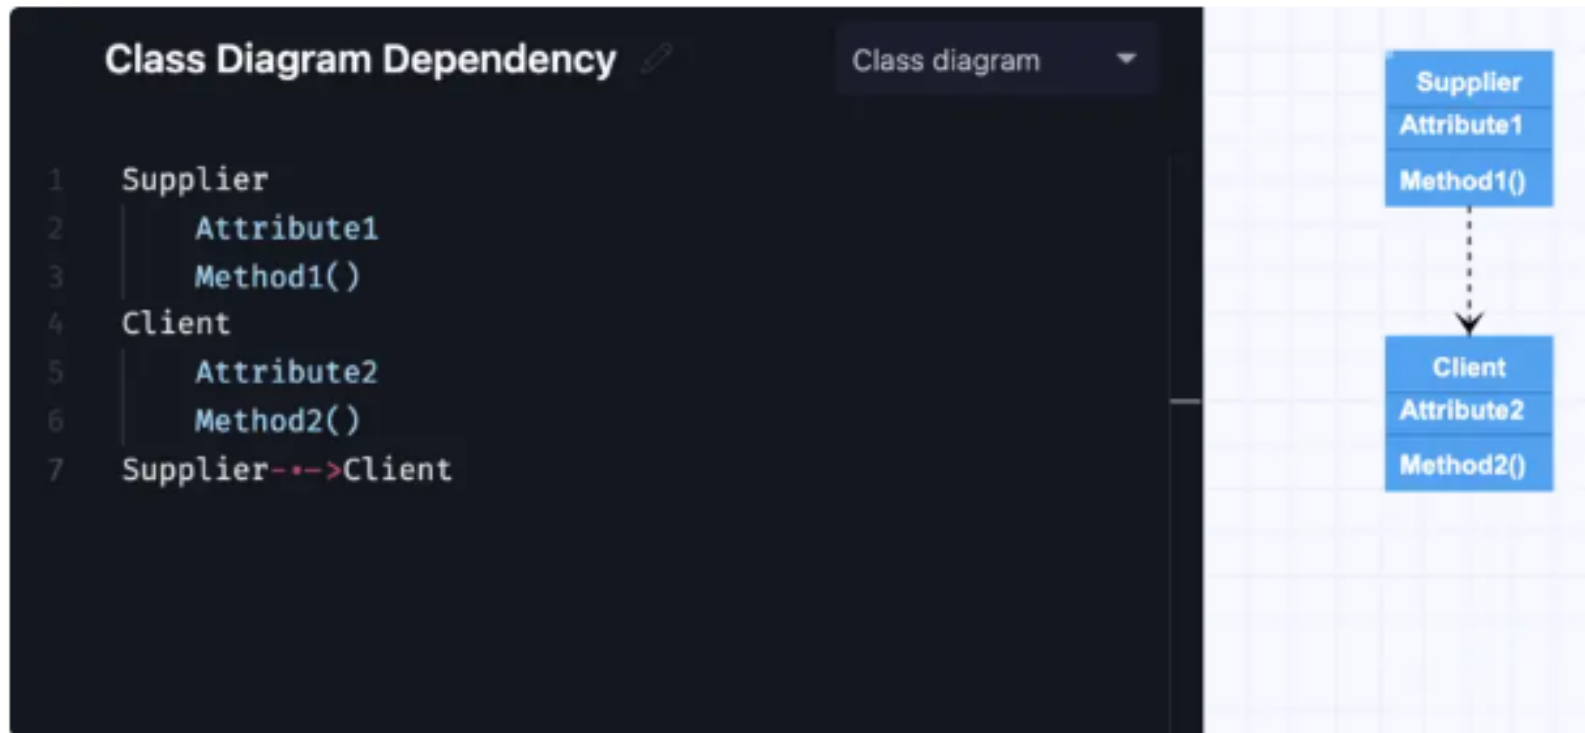 Class Diagram Dependency
Class diagram
1 Supplier
2 Attribute1
3 Method1()
4 Client
5 Attribute2
6 Method2()
7 Supplier-•->Client
Supplier
Attribute1
Method1()
Client
Attribute2
Method2()